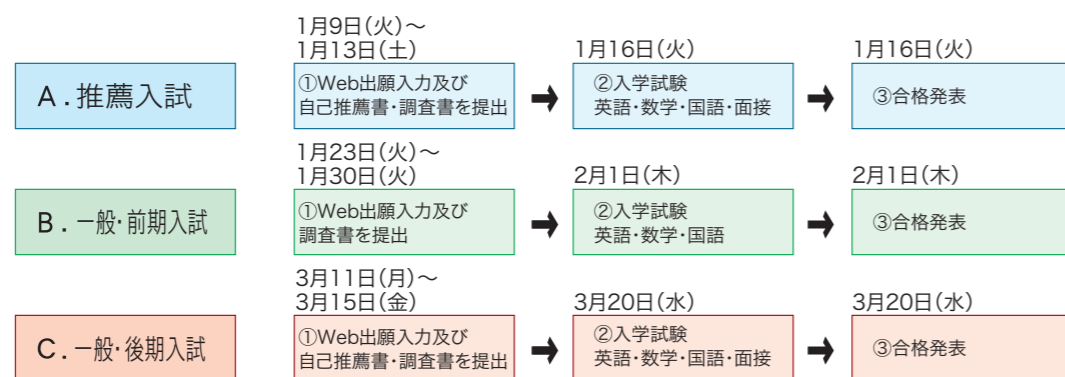 A.推薦入試
1月9日(火)〜
1月13日(土)
①Web出願入力及び
自己推薦書・調査書を提出
1月16日(火)
②入学試験
英語・数学・国語・面接
1月16日(火)
③合格発表
B.一般・前期入試
1月23日(火)〜
1月30日(火)
①Web出願入力及び
調査書を提出
2月1日(木)
②入学試験
英語・数学・国語
2月1日(木)
③合格発表
C.一般・後期入試
3月11日(月)〜
3月15日(金)
①Web出願入力及び
自己推薦書・調査書を提出
3月20日(水)
②入学試験
英語・数学・国語・面接
3月20日(水)
③合格発表